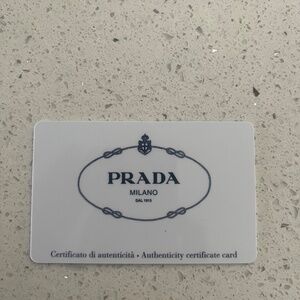 PRADA
MILANO
DAL 1913
Certificato di autenticità • Authenticity certificate card